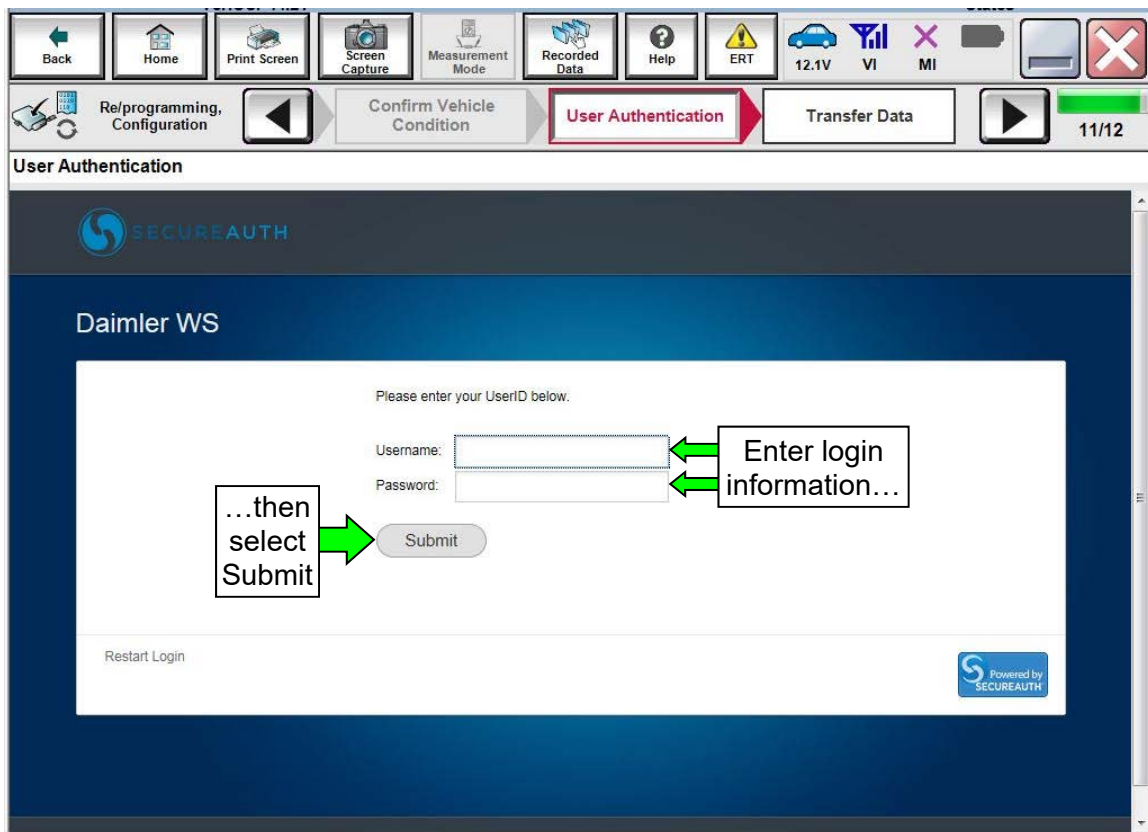 Back
Home
Print Screen
Screen
Capture
Measurement
Mode
Recorded
Data
Help
ERT
12.1V
VI
MI
Re/programming,
Configuration
Confirm Vehicle
Condition
User Authentication
Transfer Data
11/12
User Authentication
SECUREAUTH
Daimler WS
Please enter your UserID below.
Username:
Enter login
information…
Password:
…then
select
Submit
Submit
Restart Login
Powered by
SECUREAUTH